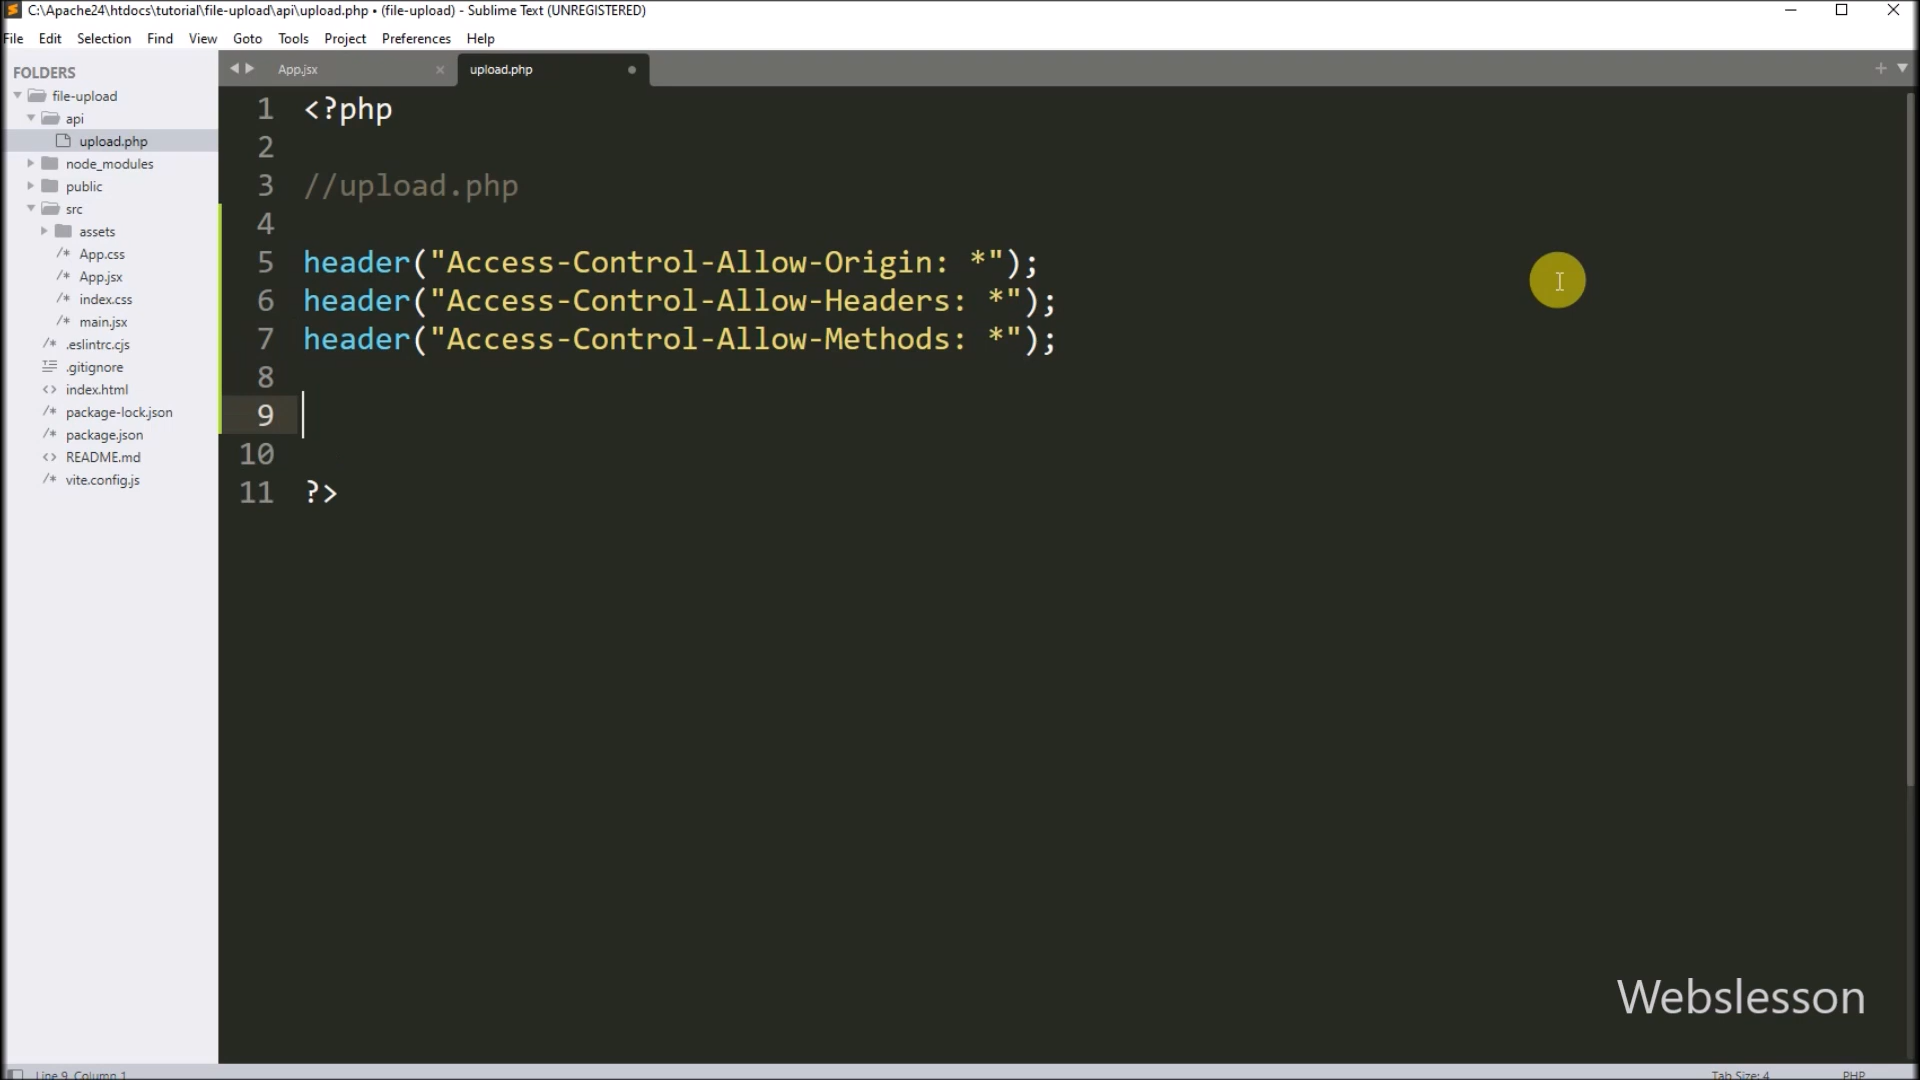 C:\Apache24\htdocs\tutorial\file-upload\api\upload.php • (file-upload) - Sublime Text (UNREGISTERED)
File Edit Selection Find View Goto Tools Project Preferences Help
FOLDERS
file-upload
api
upload.php
node_modules
public
src
assets
/* App.css
/* App.jsx
/* index.css
/* main.jsx
/* .eslintrc.cjs
.gitignore
<> index.html
/* package-lock.json
/* package.json
<> README.md
/* vite.config.js
App.jsx × upload.php •
1 <?php
2
3 //upload.php
4
5 header("Access-Control-Allow-Origin: *");
6 header("Access-Control-Allow-Headers: *");
7 header("Access-Control-Allow-Methods: *");
8
9
10
11 ?>
Webslesson
Line 9, Column 1 Tab Size: 4 PHP